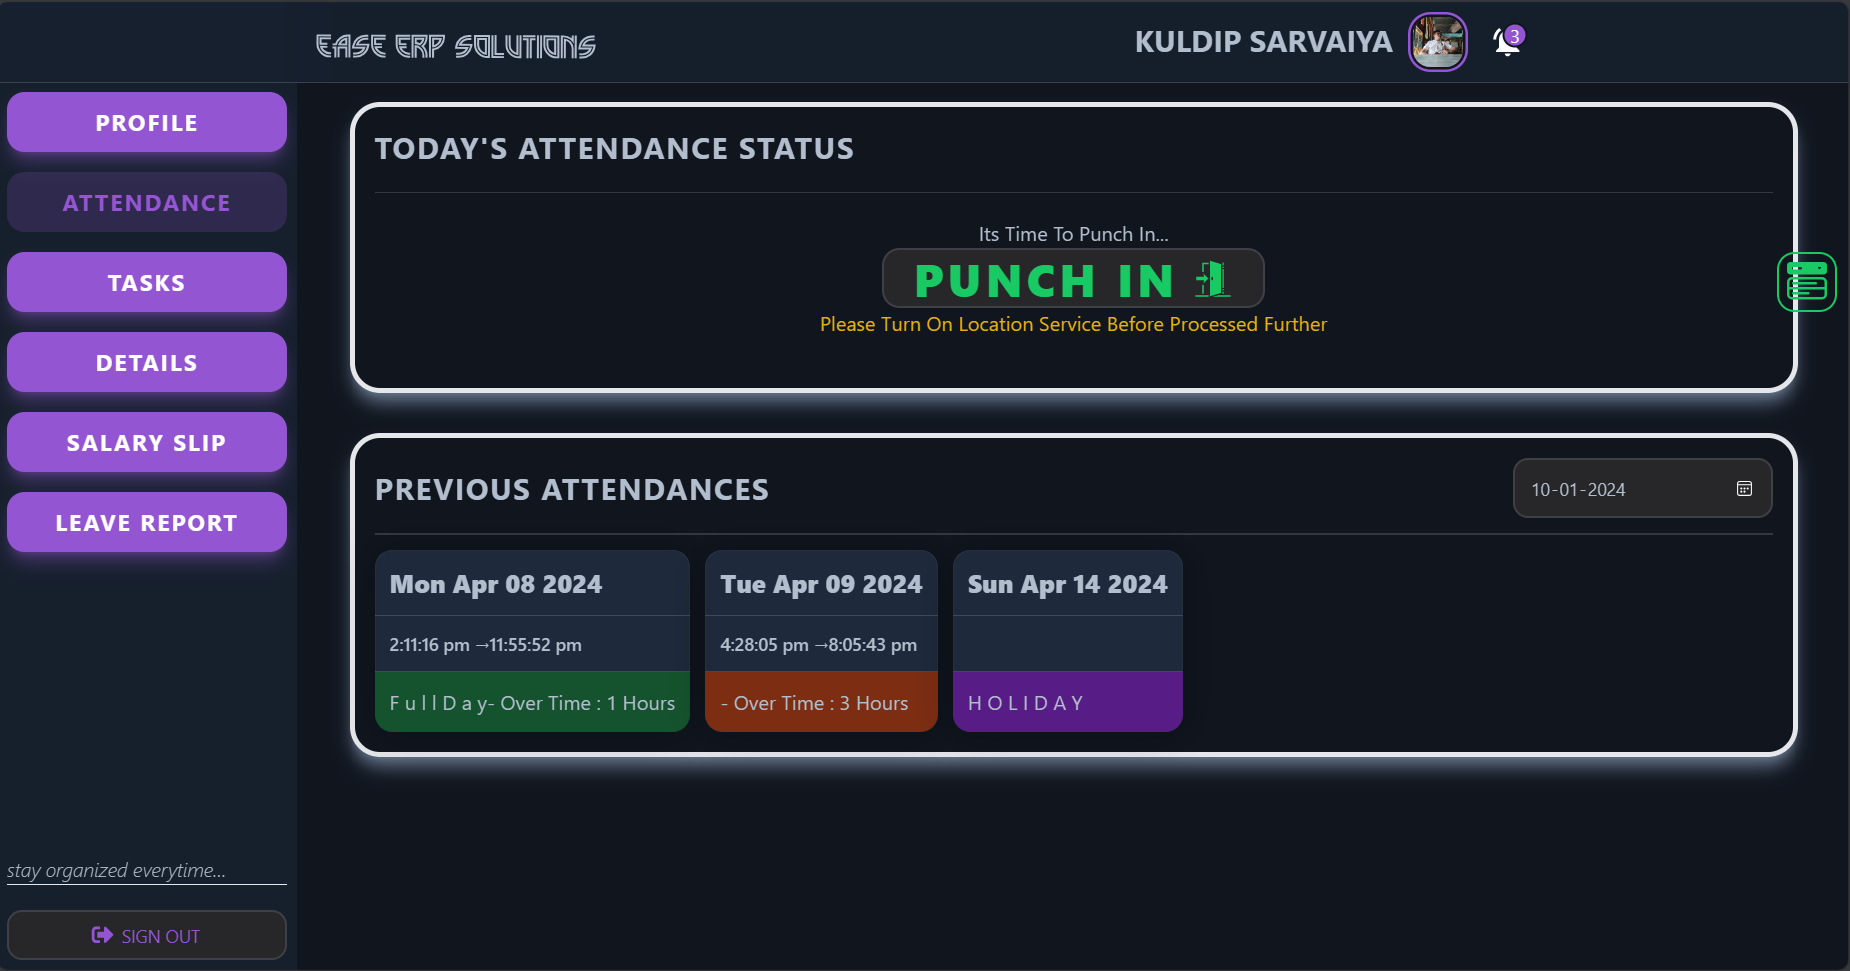 EASE ERP SOLUTIONS
KULDIP SARVAIYA
3
PROFILE
ATTENDANCE
TASKS
DETAILS
SALARY SLIP
LEAVE REPORT
stay organized everytime...
SIGN OUT
TODAY'S ATTENDANCE STATUS
Its Time To Punch In...
PUNCH IN
Please Turn On Location Service Before Processed Further
PREVIOUS ATTENDANCES
10-01-2024
Mon Apr 08 2024
2:11:16 pm →11:55:52 pm
F u l l D a y- Over Time : 1 Hours
Tue Apr 09 2024
4:28:05 pm →8:05:43 pm
- Over Time : 3 Hours
Sun Apr 14 2024
H O L I D A Y